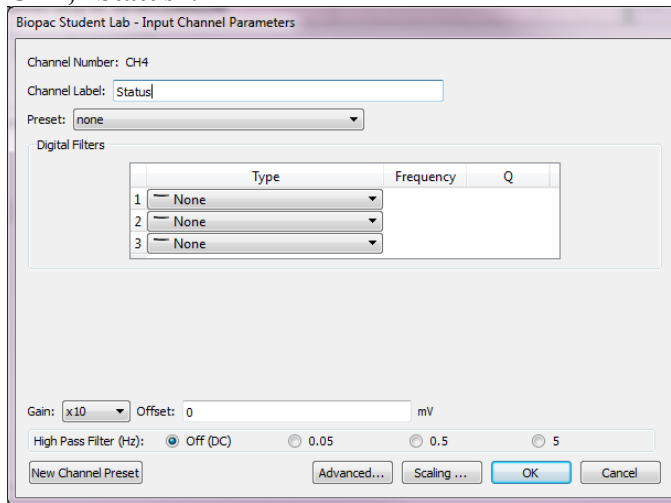 Biopac Student Lab - Input Channel Parameters
Channel Number: CH4
Channel Label: Status
Preset: none
Digital Filters
Type Frequency Q
1 None
2 None
3 None
Gain: x10 Offset: 0 mV
High Pass Filter (Hz): Off (DC) 0.05 0.5 5
New Channel Preset Advanced... Scaling ... OK Cancel